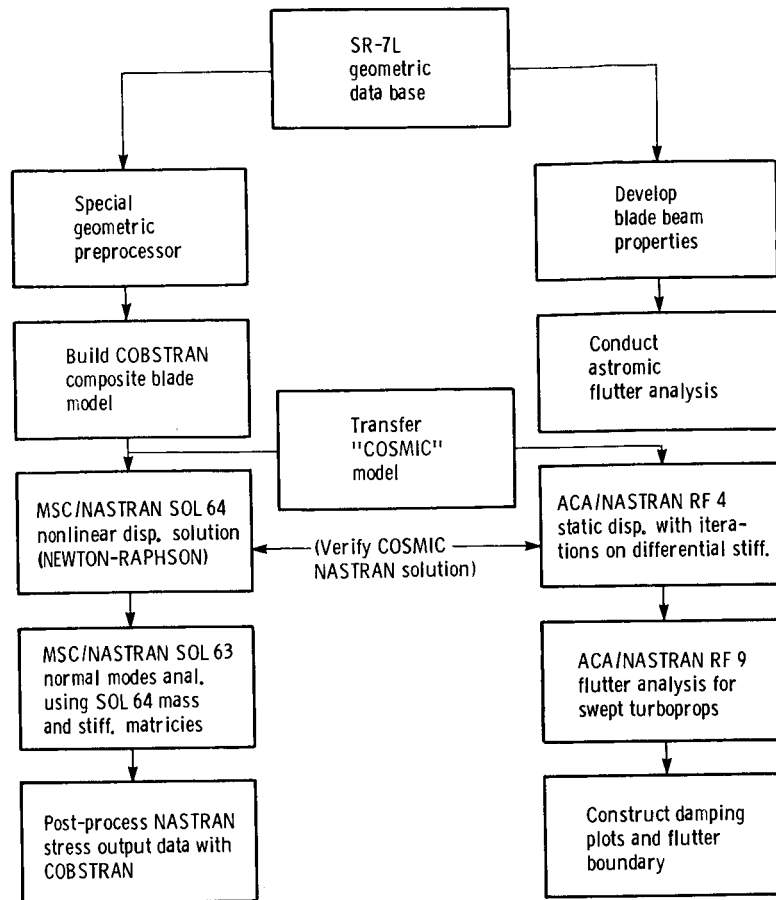 SR-7L
geometric
data base
Special
geometric
preprocessor
Develop
blade beam
properties
Build COBSTRAN
composite blade
model
Conduct
astromic
flutter analysis
Transfer
"COSMIC"
model
MSC/NASTRAN SOL 64
nonlinear disp. solution
(NEWTON-RAPHSON)
(Verify COSMIC
NASTRAN solution)
ACA/NASTRAN RF 4
static disp. with itera-
tions on differential stiff.
MSC/NASTRAN SOL 63
normal modes anal.
using SOL 64 mass
and stiff. matricies
ACA/NASTRAN RF 9
flutter analysis for
swept turboprops
Post-process NASTRAN
stress output data with
COBSTRAN
Construct damping
plots and flutter
boundary